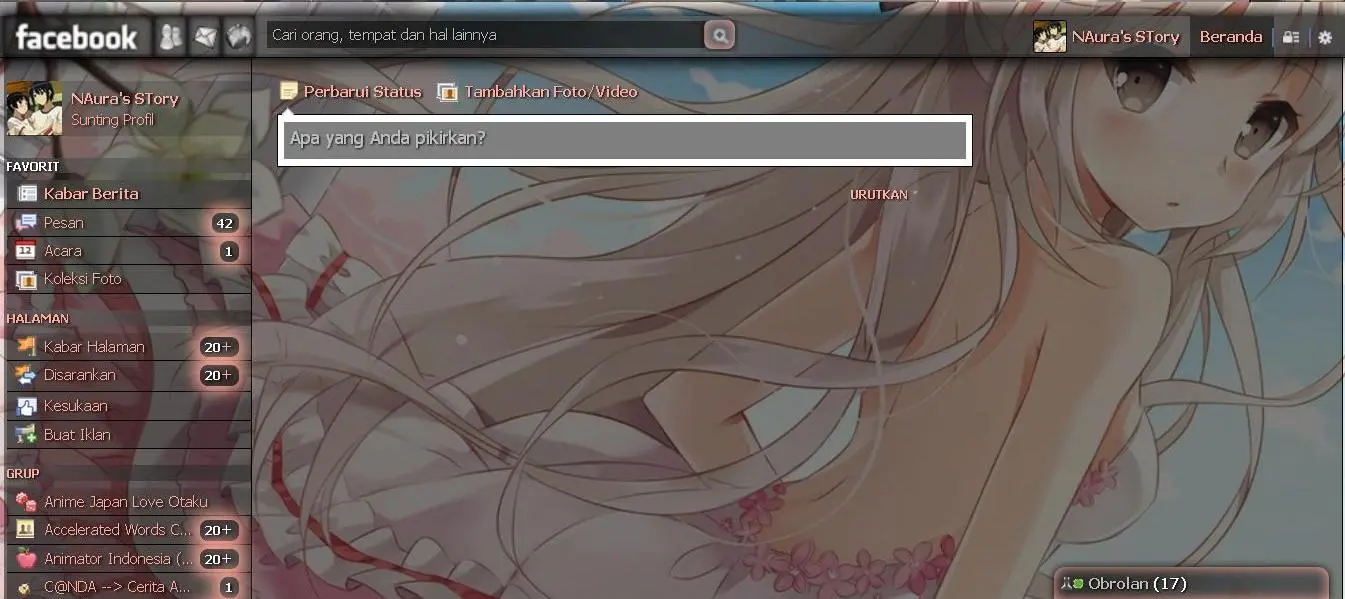 facebook
Cari orang, tempat dan hal lainnya
NAura's STory
Beranda
NAura's STory
Sunting Profil
FAVORIT
Kabar Berita
Pesan 42
12
Acara 1
Koleksi Foto
HALAMAN
Kabar Halaman 20+
Disarankan 20+
Kesukaan
Buat Iklan
GRUP
Anime Japan Love Otaku
Accelerated Words C... 20+
Animator Indonesia (... 20+
C@NDA --> Cerita A... 1
Perbarui Status
Tambahkan Foto/Video
Apa yang Anda pikirkan?
URUTKAN
Obrolan (17)